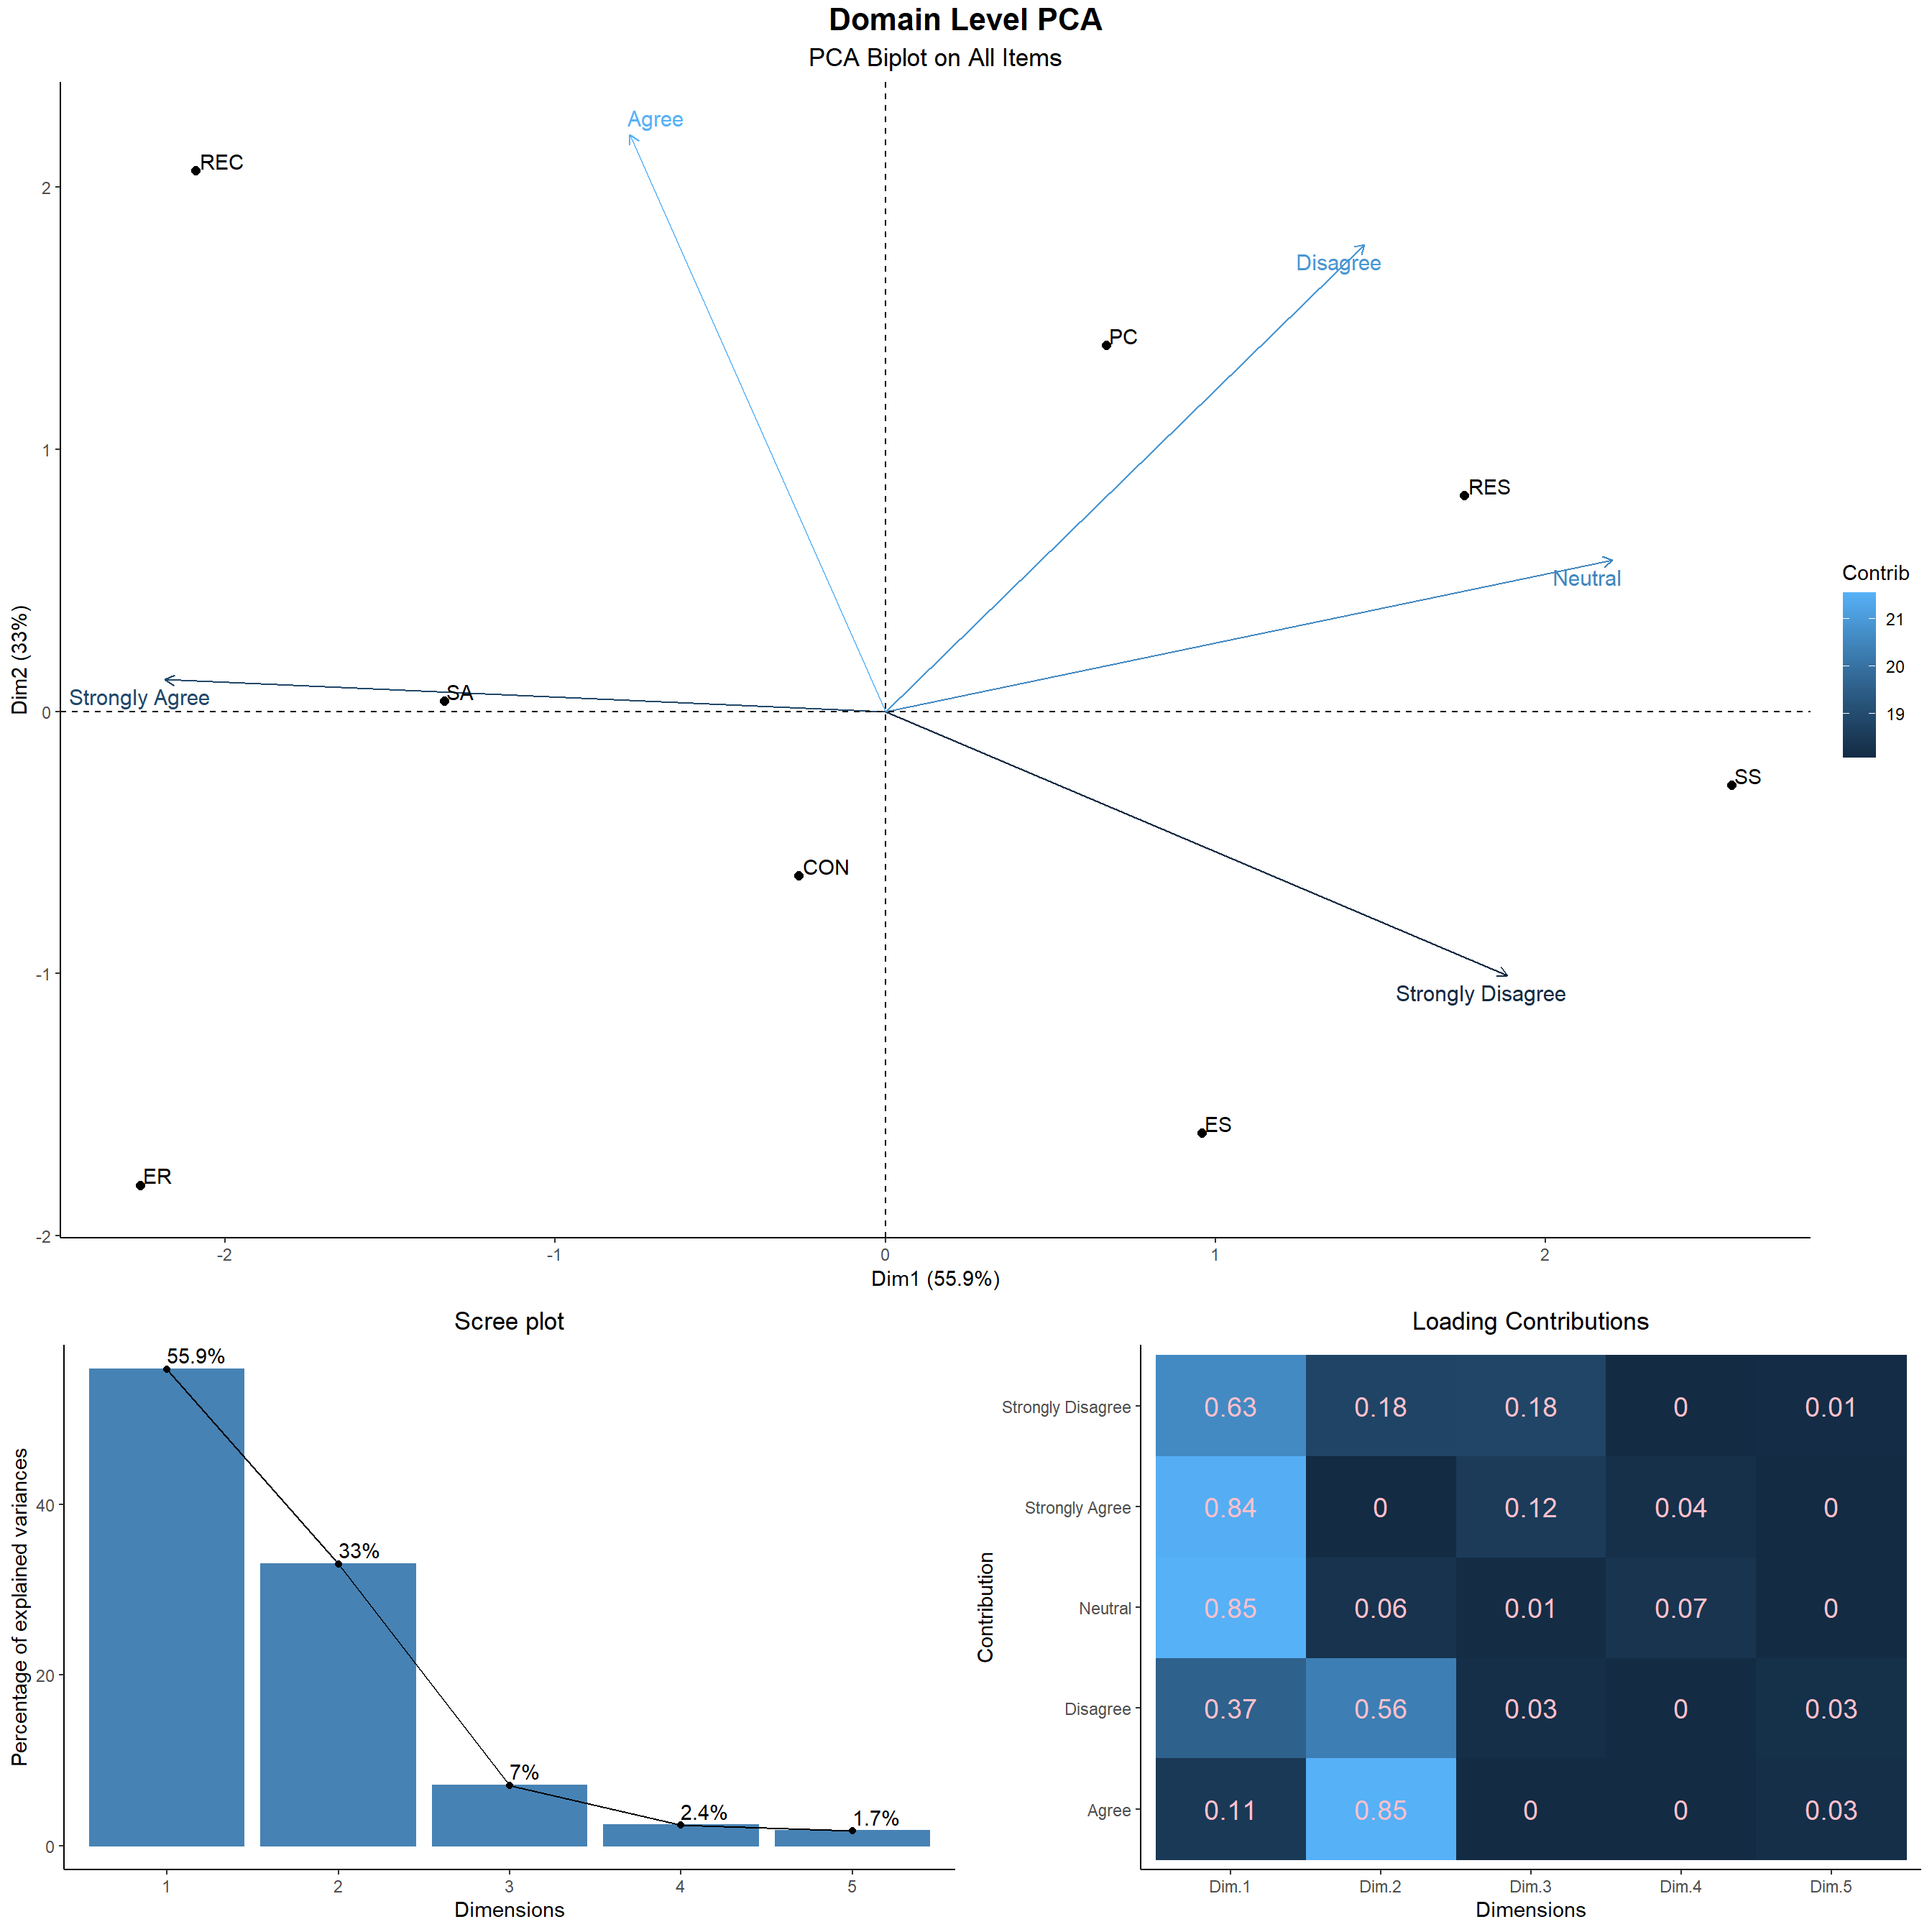 Domain Level PCA
PCA Biplot on All Items
Agree
REC
Disagree
PC
RES
Neutral
Strongly Agree
SA
SS
CON
Strongly Disagree
ES
ER
Dim2 (33%)
2
1
0
-1
-2
-2
-1
0
1
2
Dim1 (55.9%)
Contrib
21
20
19
Scree plot
55.9%
33%
7%
2.4%
1.7%
Percentage of explained variances
40
20
0
1
2
3
4
5
Dimensions
Loading Contributions
Contribution
Strongly Disagree 0.63 0.18 0.18 0 0.01
Strongly Agree 0.84 0 0.12 0.04 0
Neutral 0.85 0.06 0.01 0.07 0
Disagree 0.37 0.56 0.03 0 0.03
Agree 0.11 0.85 0 0 0.03
Dim.1 Dim.2 Dim.3 Dim.4 Dim.5
Dimensions